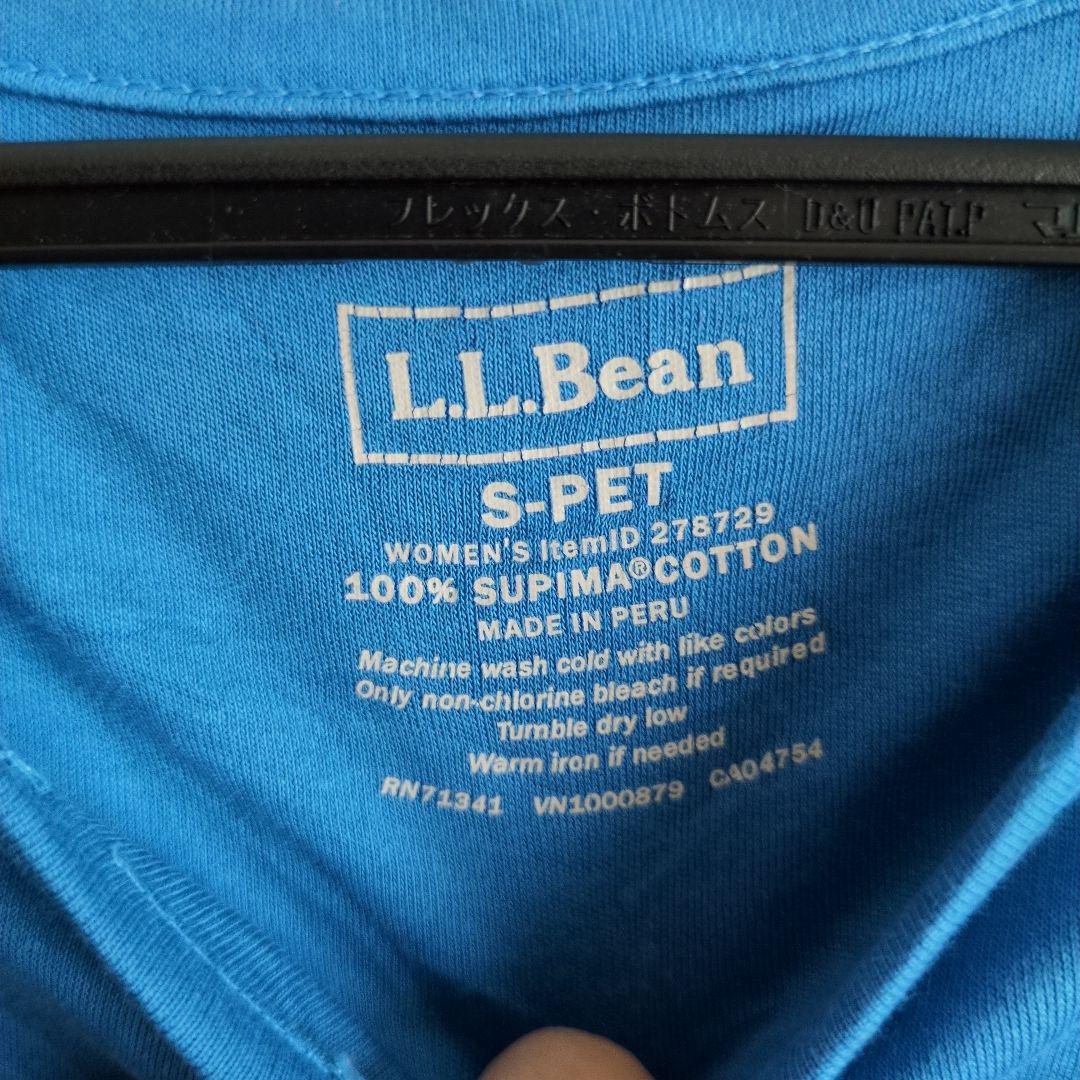 フレックス・ボトムス D&U PAT.P
L.L.Bean
S-PET
WOMEN'S ItemID 278729
100% SUPIMA®COTTON
MADE IN PERU
Machine wash cold with like colors
Only non-chlorine bleach if required
Tumble dry low
Warm iron if needed
RN71341 VN1000879 CA04754